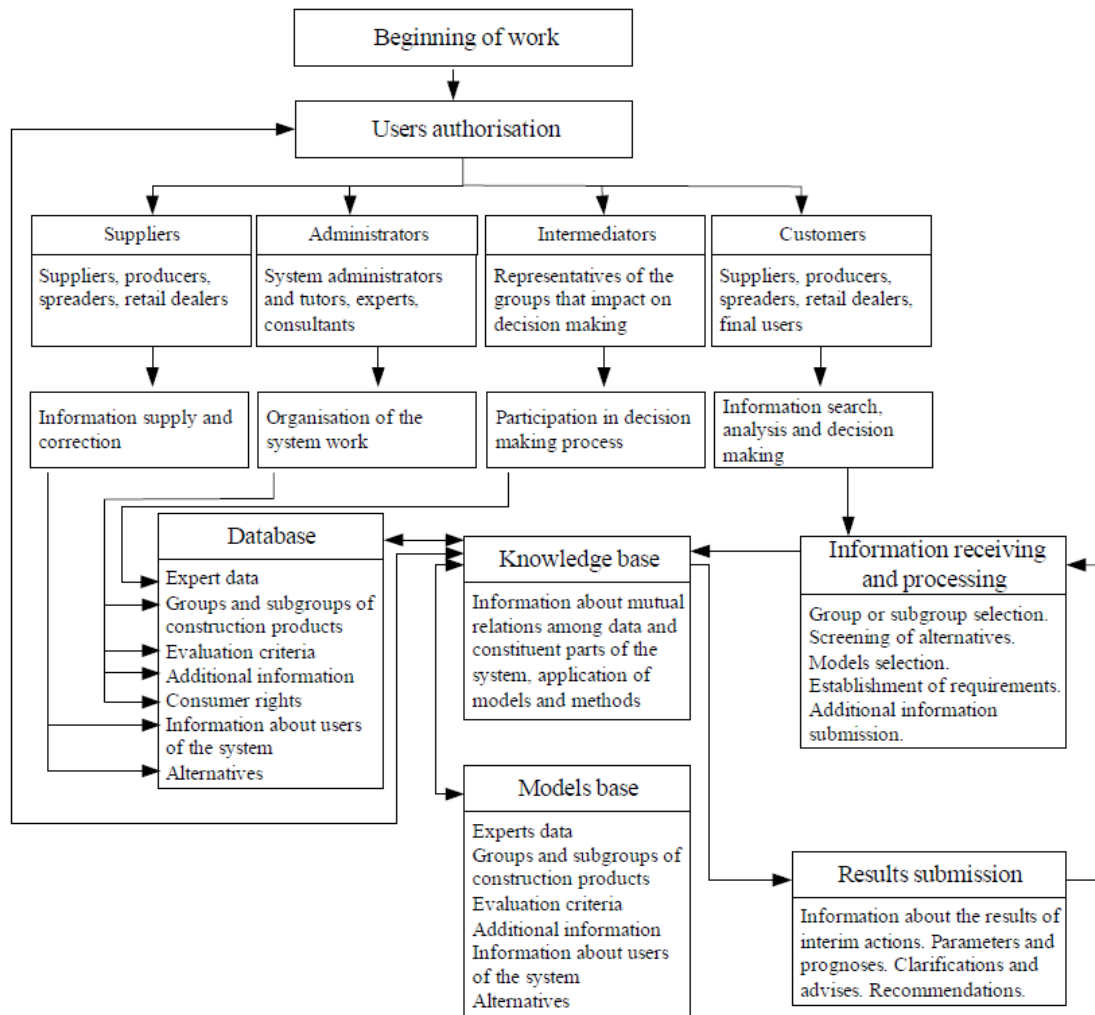 Beginning of work
Users authorisation
Suppliers
Suppliers, producers,
spreaders, retail dealers
Administrators
System administrators
and tutors, experts,
consultants
Intermediators
Representatives of the
groups that impact on
decision making
Customers
Suppliers, producers,
spreaders, retail dealers,
final users
Information supply and
correction
Organisation of the
system work
Participation in decision
making process
Information search,
analysis and decision
making
Database
Expert data
Groups and subgroups of
construction products
Evaluation criteria
Additional information
Consumer rights
Information about users
of the system
Alternatives
Knowledge base
Information about mutual
relations among data and
constituent parts of the
system, application of
models and methods
Information receiving
and processing
Group or subgroup selection.
Screening of alternatives.
Models selection.
Establishment of requirements.
Additional information
submission.
Models base
Experts data
Groups and subgroups of
construction products
Evaluation criteria
Additional information
Information about users
of the system
Alternatives
Results submission
Information about the results of
interim actions. Parameters and
prognoses. Clarifications and
advises. Recommendations.